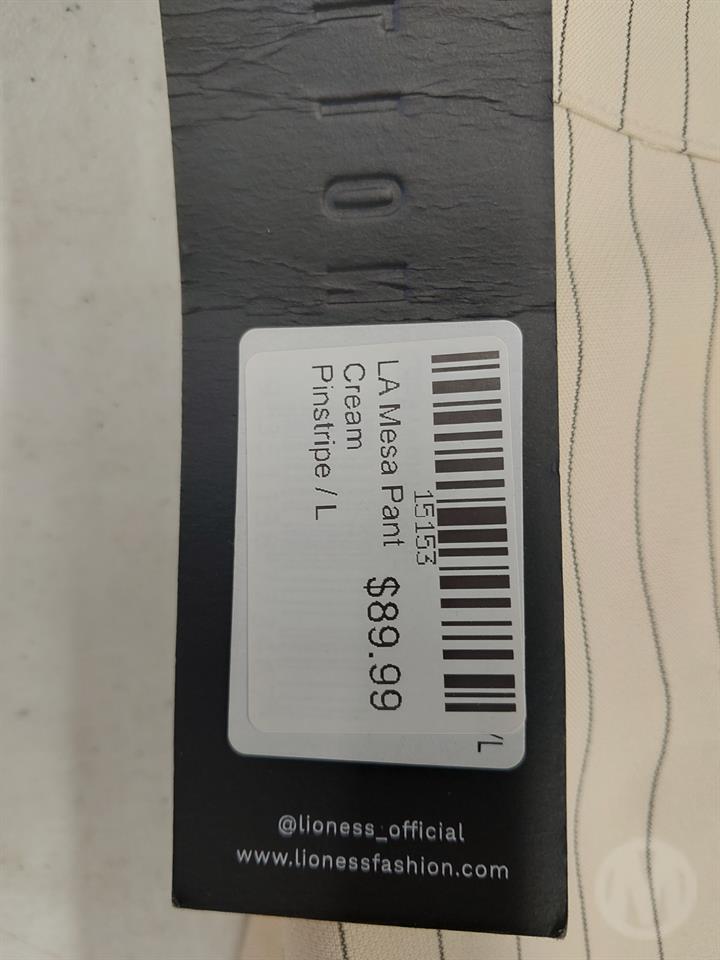 15153
LA Mesa Pant
Cream
Pinstripe / L
$89.99
/L
@lioness_official
www.lionessfashion.com
M